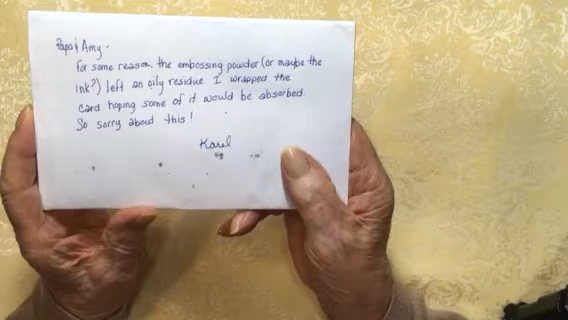 Papa & Amy -
For some reason, the embossing powder (or maybe the
ink?) left an oily residue. I wrapped the
card hoping some of it would be absorbed.
So sorry about this!
Karl